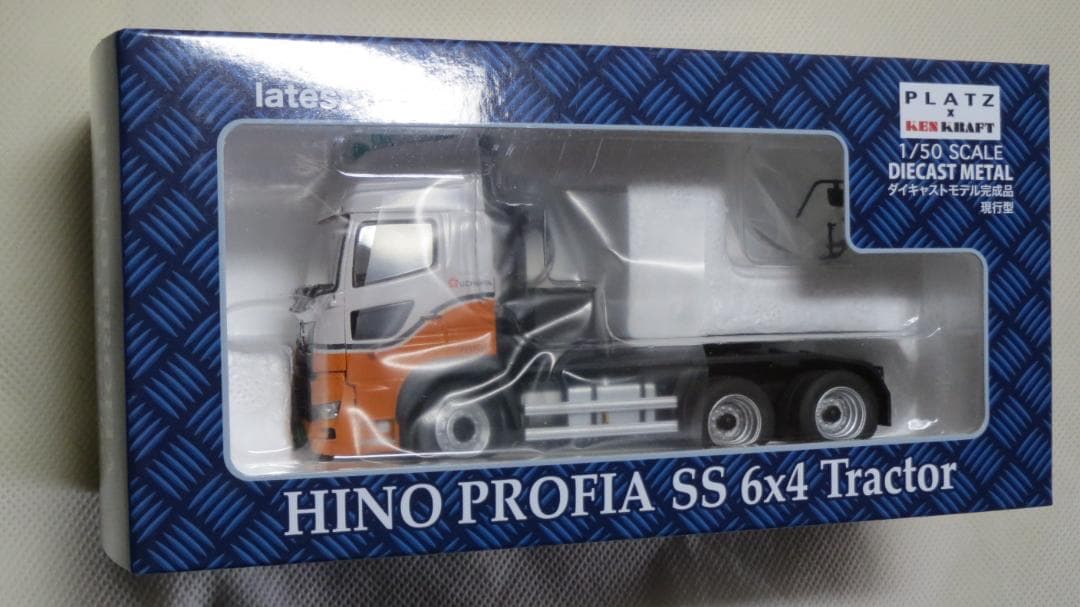 PLATZ
x
KEN KRAFT
1/50 SCALE
DIECAST METAL
ダイキャストモデル完成品
現行型
HINO PROFIA SS 6x4 Tractor